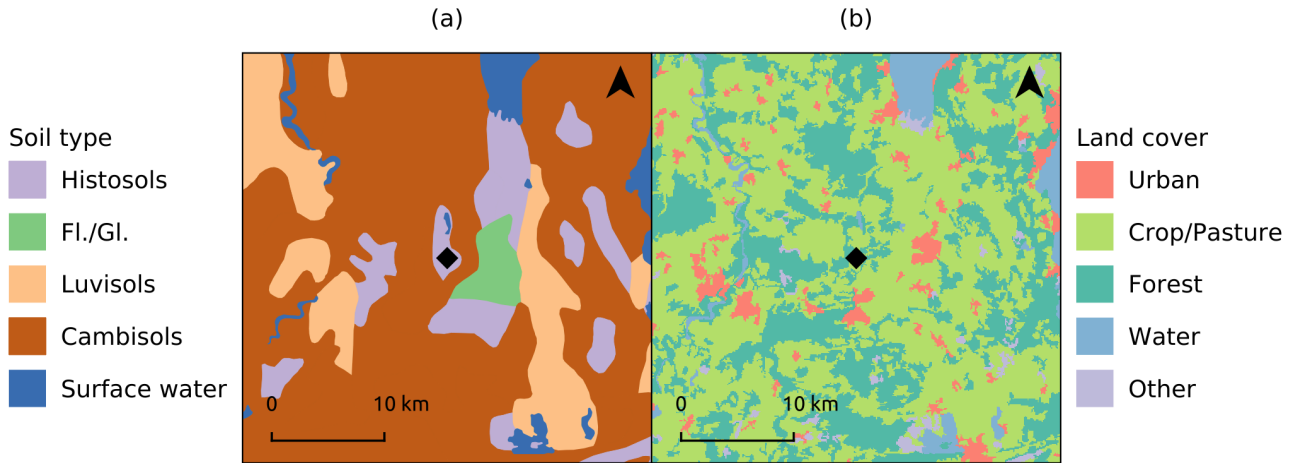 (a)
(b)
Soil type
Histosols
Fl./Gl.
Luvisols
Cambisols
Surface water
0
10 km
0
10 km
Land cover
Urban
Crop/Pasture
Forest
Water
Other